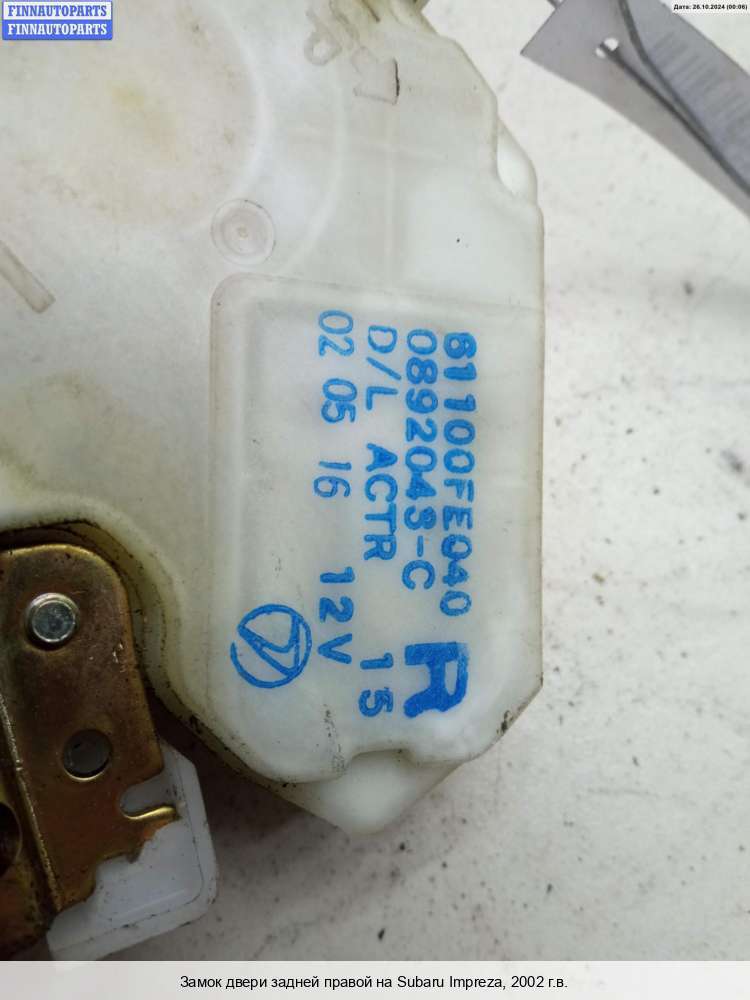 FINNAUTOPARTS
FINNAUTOPARTS
Дата: 26.10.2024 (00:06)
81100FE040
0892043-C R
D/L ACTR 15
02 05 16 12V
Замок двери задней правой на Subaru Impreza, 2002 г.в.